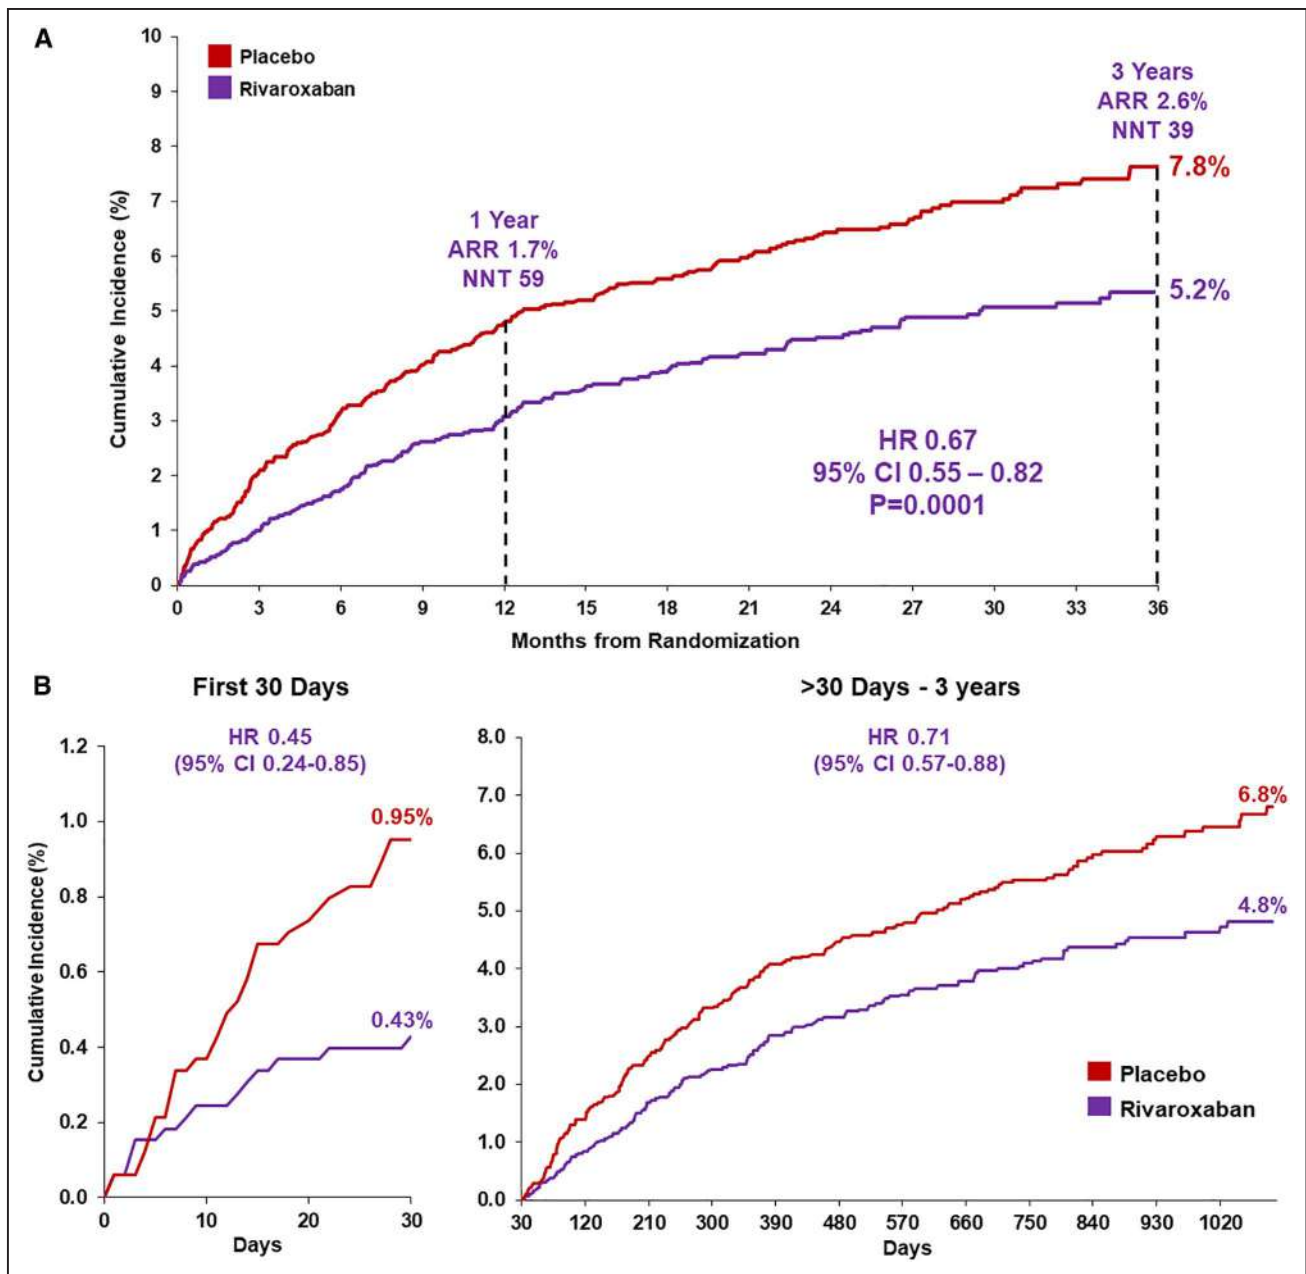 A
Placebo
Rivaroxaban
10
9
8
7
6
5
4
3
2
1
0
Cumulative Incidence (%)
1 Year
ARR 1.7%
NNT 59
3 Years
ARR 2.6%
NNT 39
7.8%
5.2%
HR 0.67
95% CI 0.55 – 0.82
P=0.0001
0 3 6 9 12 15 18 21 24 27 30 33 36
Months from Randomization
B
First 30 Days
HR 0.45
(95% CI 0.24-0.85)
1.2
1.0
0.8
0.6
0.4
0.2
0.0
Cumulative Incidence (%)
0.95%
0.43%
0 10 20 30
Days
>30 Days - 3 years
HR 0.71
(95% CI 0.57-0.88)
8.0
7.0
6.0
5.0
4.0
3.0
2.0
1.0
0.0
6.8%
4.8%
Placebo
Rivaroxaban
30 120 210 300 390 480 570 660 750 840 930 1020
Days